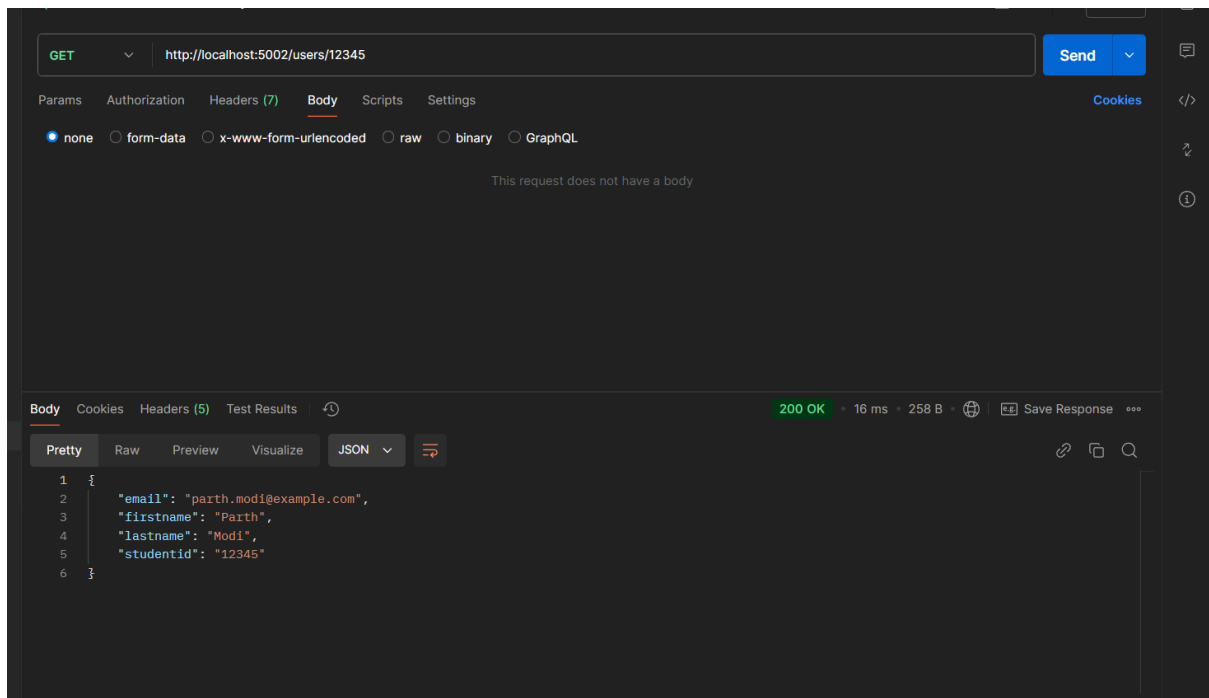 GET http://localhost:5002/users/12345 Send
Params Authorization Headers (7) Body Scripts Settings Cookies
none form-data x-www-form-urlencoded raw binary GraphQL
This request does not have a body
Body Cookies Headers (5) Test Results 200 OK 16 ms 258 B e.g. Save Response
Pretty Raw Preview Visualize JSON
1 {
2 "email": "parth.modi@example.com",
3 "firstname": "Parth",
4 "lastname": "Modi",
5 "studentid": "12345"
6 }